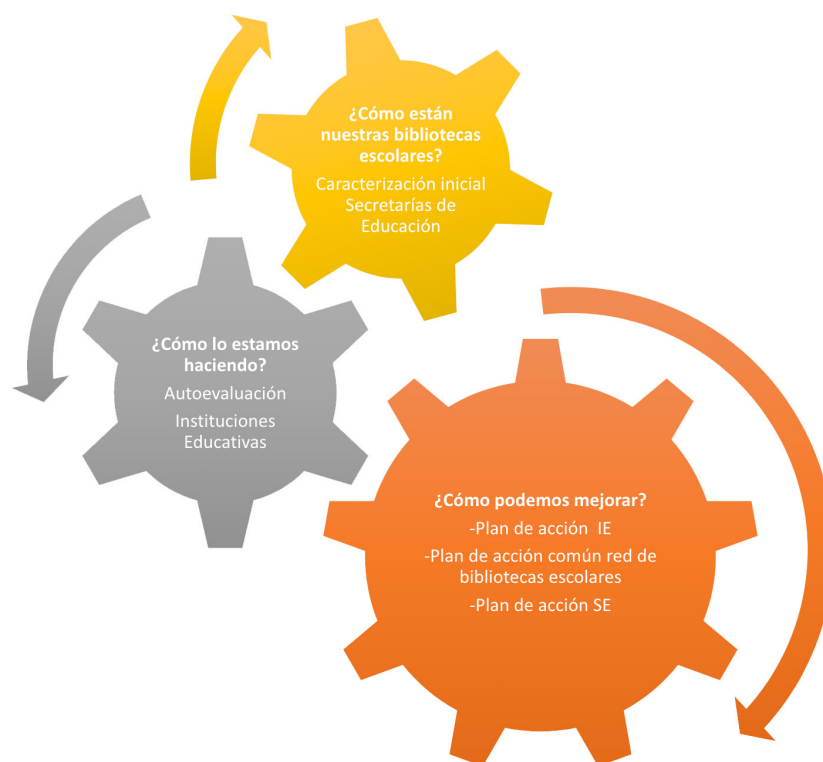 ¿Cómo están
nuestras bibliotecas
escolares?
Caracterización inicial
Secretarías de
Educación
¿Cómo lo estamos
haciendo?
Autoevaluación
Instituciones
Educativas
¿Cómo podemos mejorar?
-Plan de acción IE
-Plan de acción común red de
bibliotecas escolares
-Plan de acción SE